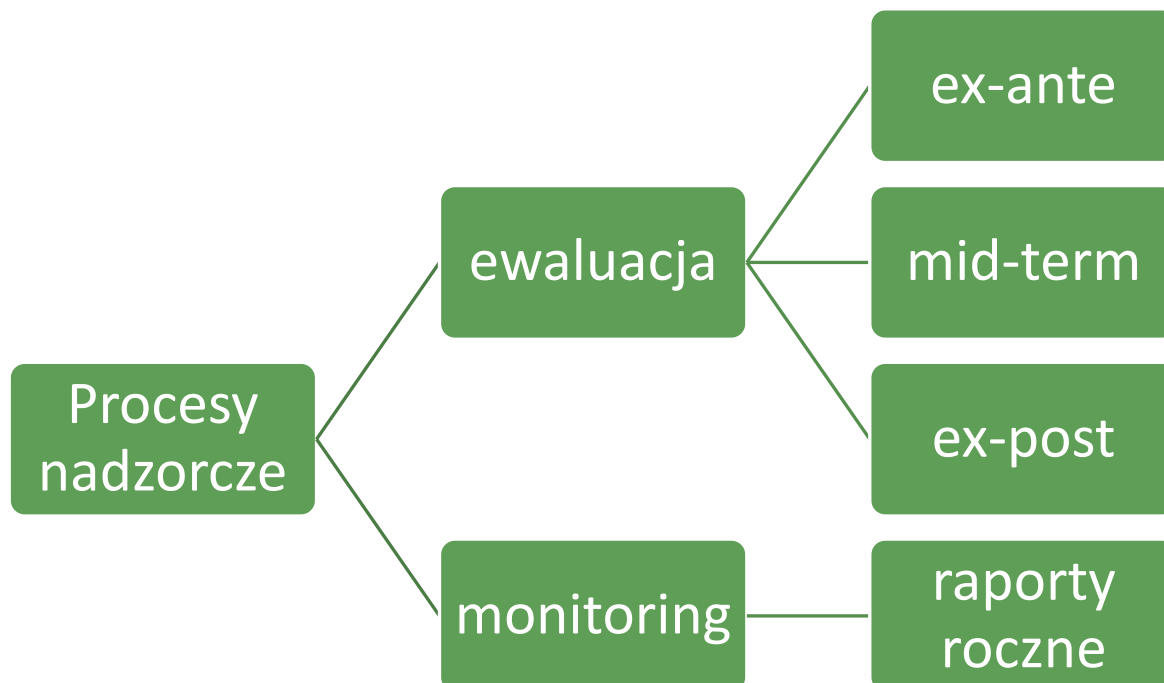 ex-ante
ewaluacja
mid-term
Procesy
nadzorcze
ex-post
monitoring
raporty
roczne